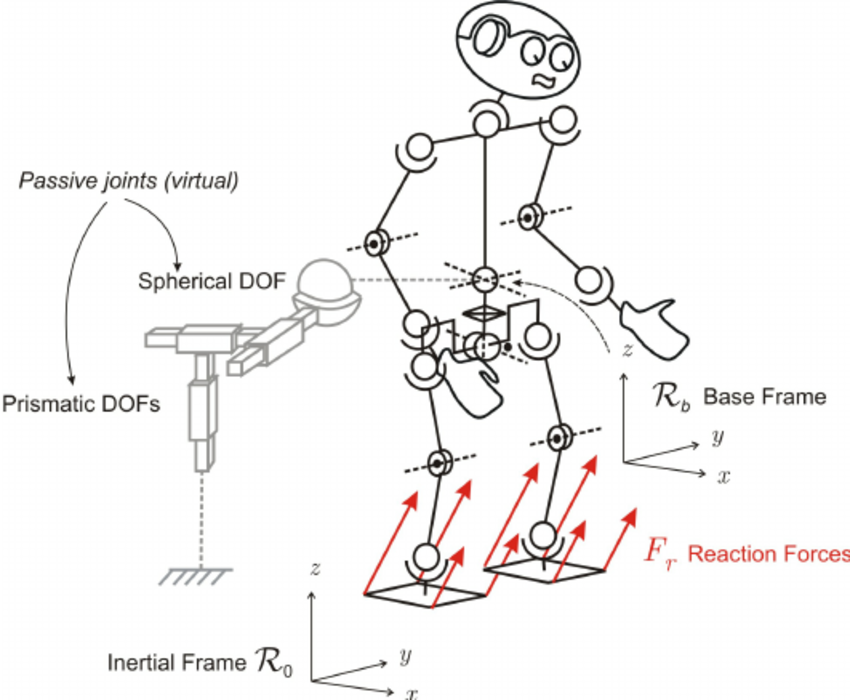 Passive joints (virtual)
Spherical DOF
Prismatic DOFs
z
R_b Base Frame
y
x
F_r Reaction Forces
z
Inertial Frame R_0
y
x